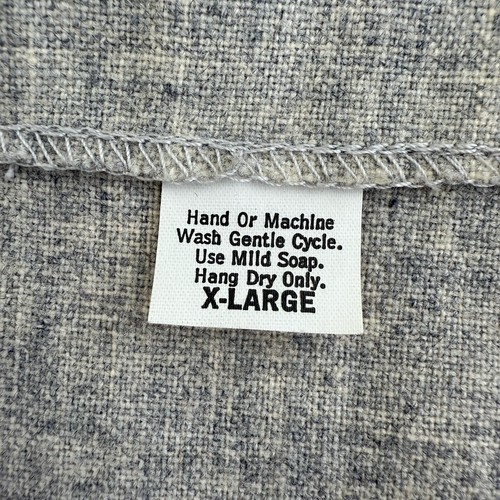 Hand Or Machine
Wash Gentle Cycle.
Use Mild Soap.
Hang Dry Only.
X-LARGE